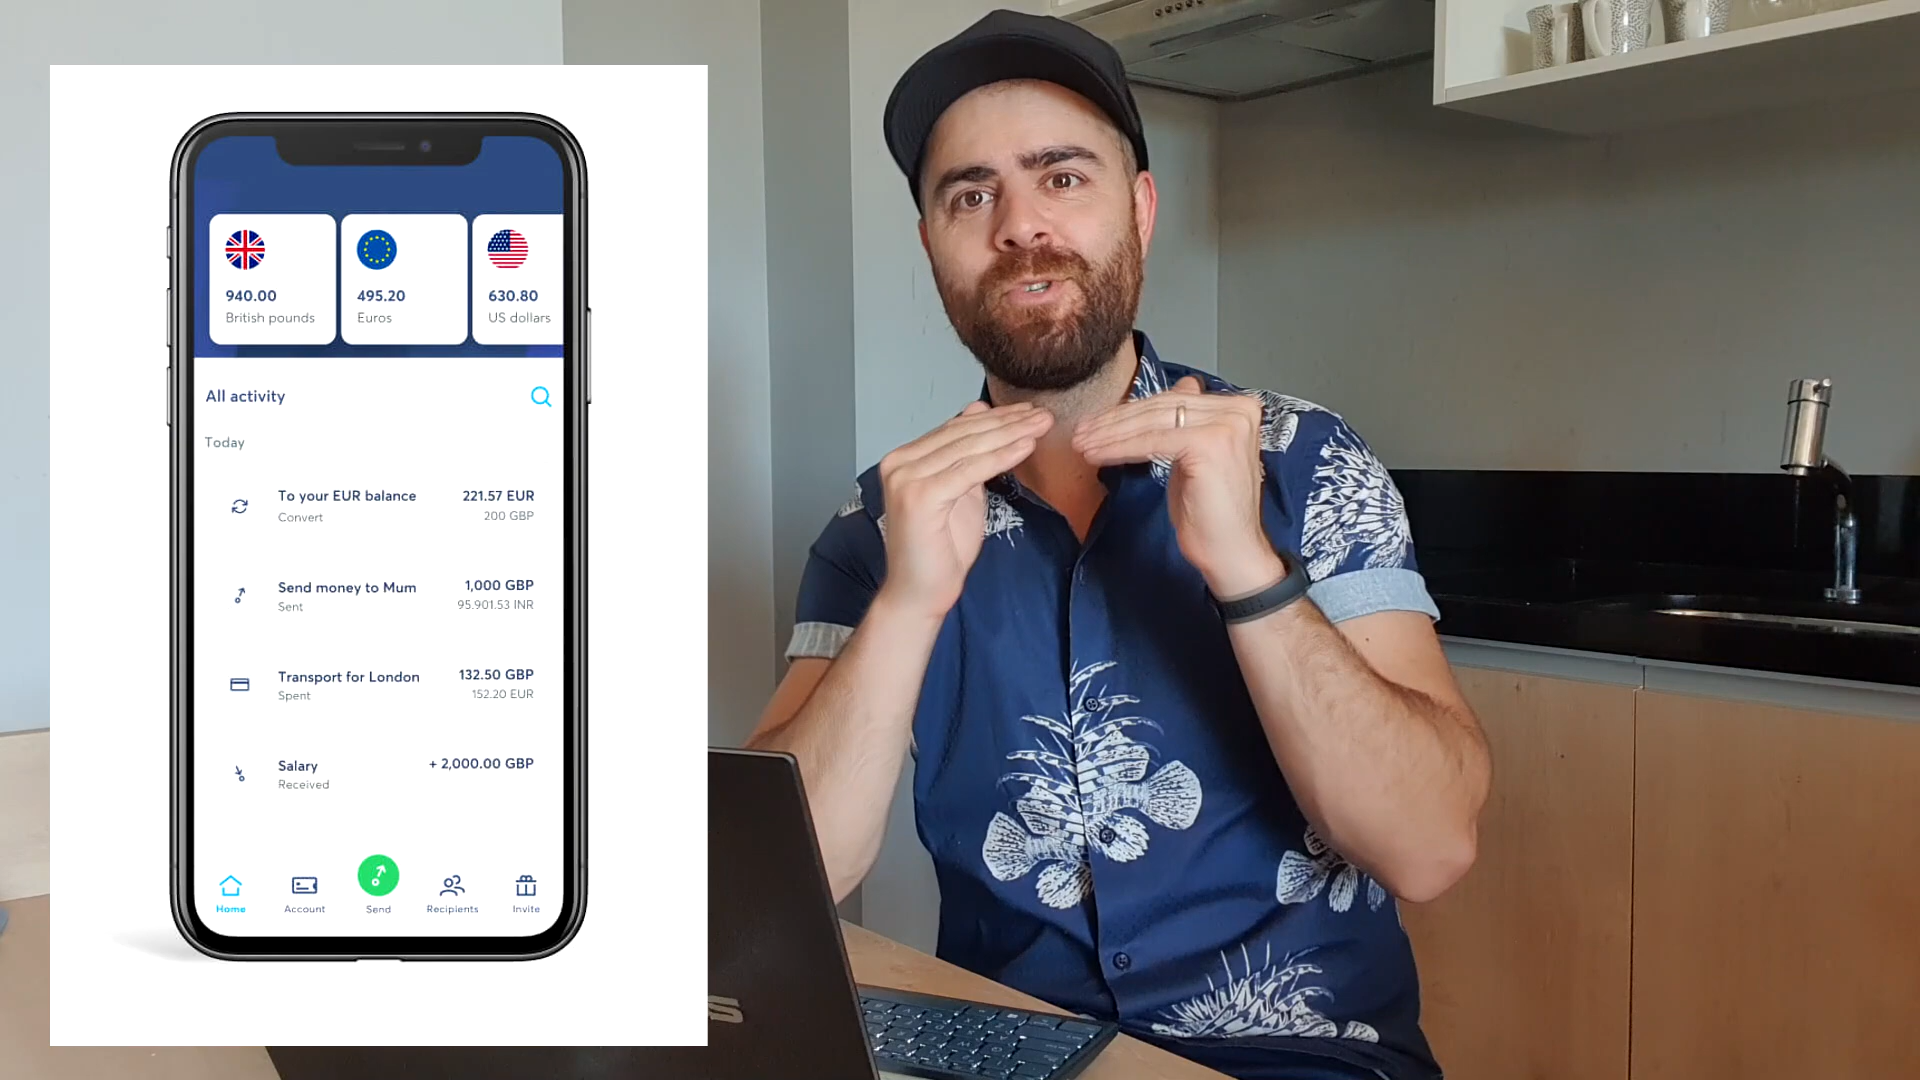 940.00
British pounds
495.20
Euros
630.80
US dollars
All activity
Today
To your EUR balance
221.57 EUR
Convert
200 GBP
Send money to Mum
1,000 GBP
Sent
95.901.53 INR
Transport for London
132.50 GBP
Spent
152.20 EUR
Salary
+ 2,000.00 GBP
Received
Home
Account
Send
Recipients
Invite